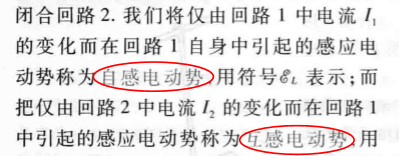 闭合回路 2. 我们将仅由回路 1 中电流 I₁
的变化而在回路 1 自身中引起的感应电
动势称为自感电动势,用符号ℰL 表示;而
把仅由回路 2 中电流 I₂ 的变化而在回路 1
中引起的感应电动势称为互感电动势,用